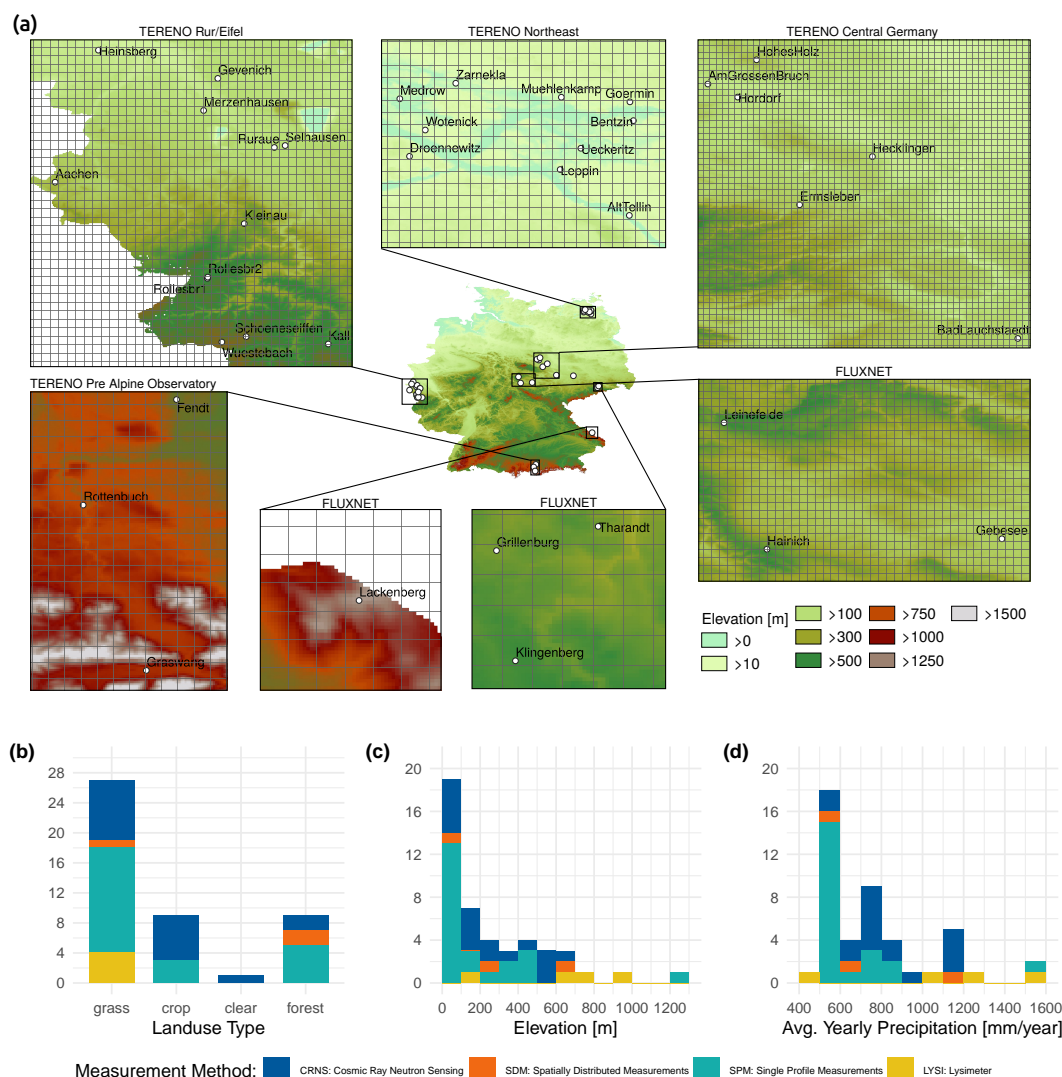 (a)
TERENO Rur/Eifel
Heinsberg
Gevenich
Merzenhausen
Ruraue
Selhausen
Aachen
Kleinau
Rollesbr2
Rollesbr1
Schoeneseiffen
Wuestebach
Kall
TERENO Northeast
Zarnekla
Medrow
Muehlenkamp
Goermin
Wotenick
Bentzin
Droennewitz
Ueckeritz
Leppin
AltTellin
TERENO Central Germany
HohesHolz
AmGrossenBruch
Hordorf
Hecklingen
Ermsleben
BadLauchstaedt
TERENO Pre Alpine Observatory
Fendt
Rottenbuch
Graswang
FLUXNET
Lackenberg
FLUXNET
Tharandt
Grillenburg
Klingenberg
FLUXNET
Leinefelde
Gebesee
Hainich
Elevation [m]
>0
>10
>100
>300
>500
>750
>1000
>1250
>1500
(b)
28
24
20
16
12
8
4
0
grass crop clear forest
Landuse Type
(c)
20
16
12
8
4
0
0 200 400 600 800 1000 1200
Elevation [m]
(d)
20
16
12
8
4
0
400 600 800 1000 1200 1400 1600
Avg. Yearly Precipitation [mm/year]
Measurement Method: CRNS: Cosmic Ray Neutron Sensing SDM: Spatially Distributed Measurements SPM: Single Profile Measurements LYSI: Lysimeter